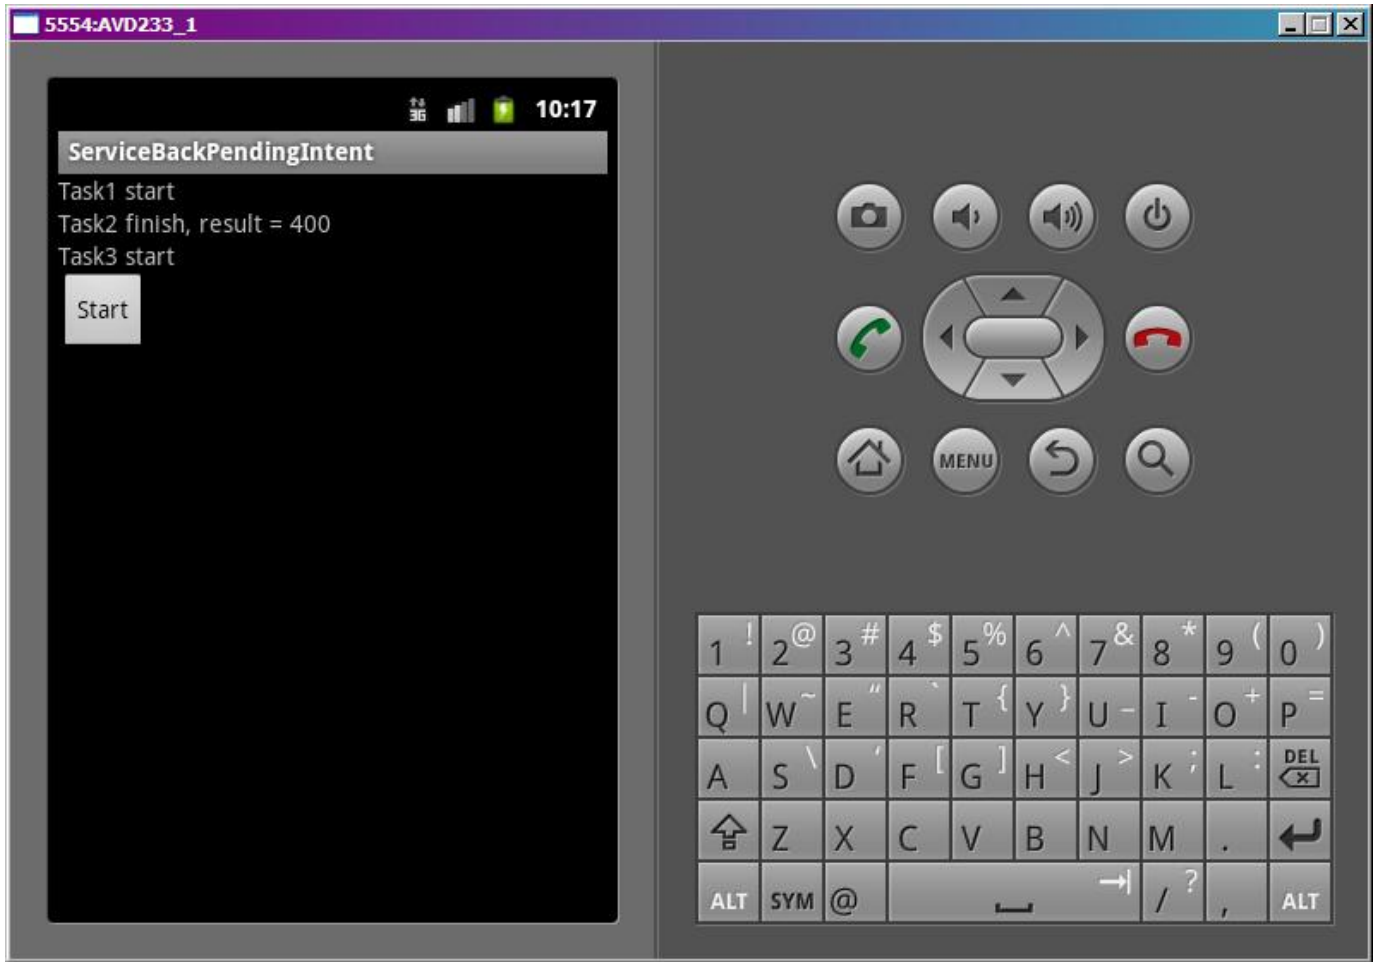 5554:AVD233_1
3G 10:17
ServiceBackPendingIntent
Task1 start
Task2 finish, result = 400
Task3 start
Start
MENU
1 ! 2 @ 3 # 4 $ 5 % 6 ^ 7 & 8 * 9 ( 0 )
Q | W ~ E " R ` T { Y } U _ I - O + P =
A S \ D ' F [ G ] H < J > K ; L : DEL
Z X C V B N M .
ALT SYM @ / ? , ALT